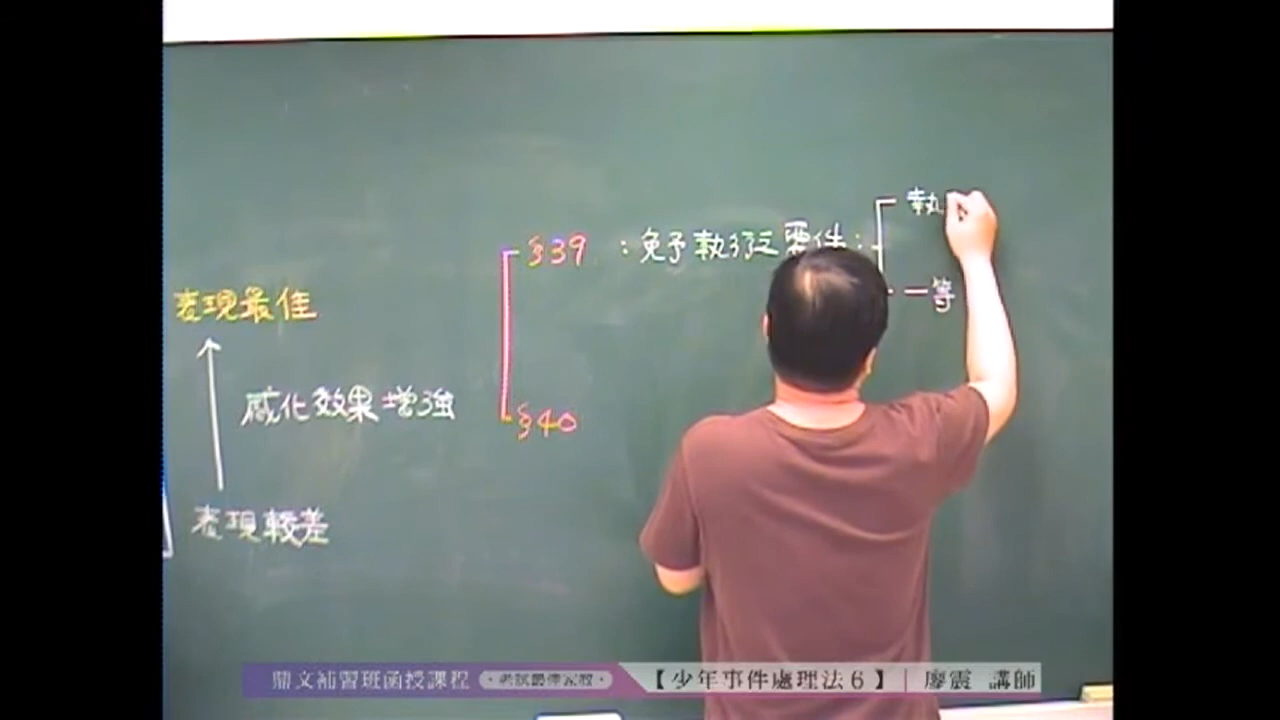 執
§39：免予執行之要件：
一等
表現最佳
感化效果增強
§40
表現較差
鼎文補習班函授課程
【少年事件處理法6】｜廖震 講師